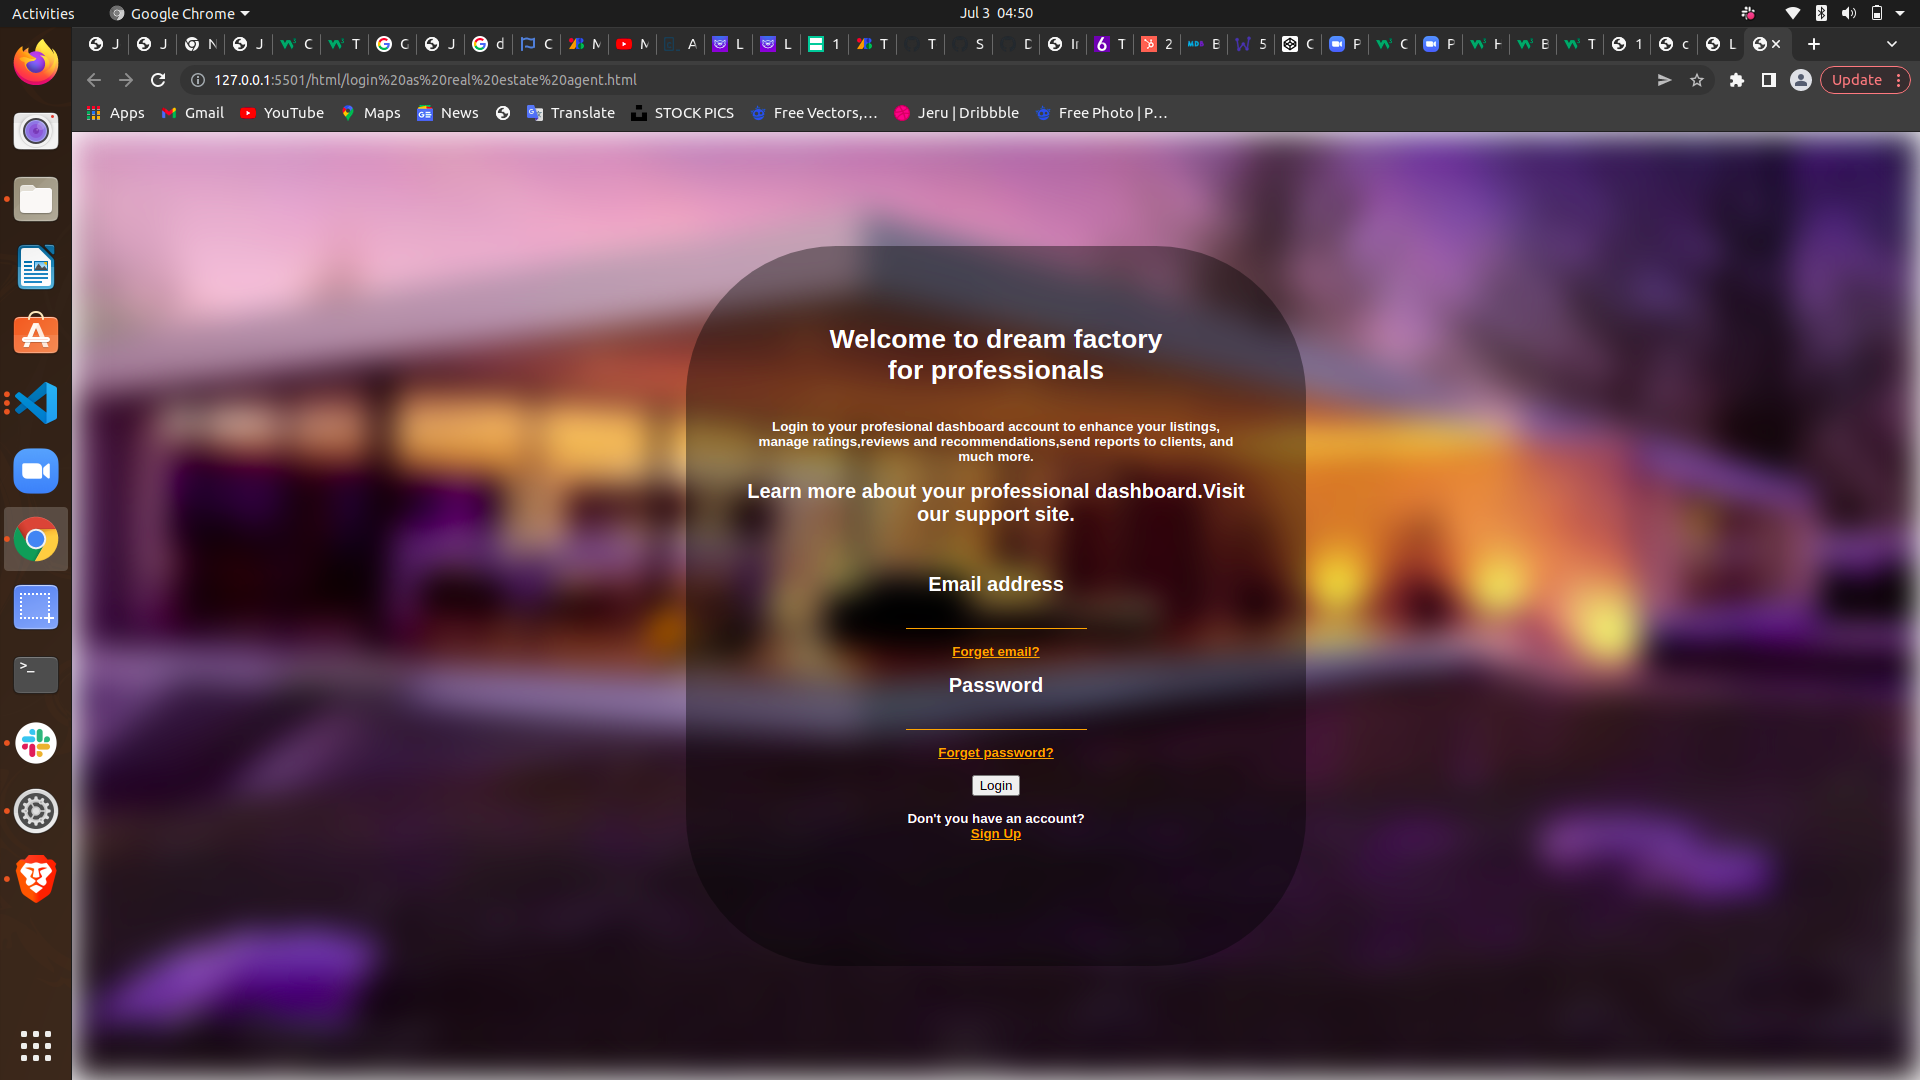 Activities
Google Chrome
Jul 3 04:50
J
J
N
J
C
T
G
J
d
C
M
M
A
L
L
1
T
T
S
D
T
2
B
5
C
P
C
P
H
B
T
1
c
L
127.0.0.1:5501/html/login%20as%20real%20estate%20agent.html
Update
Apps
Gmail
YouTube
Maps
News
Translate
STOCK PICS
Free Vectors,...
Jeru | Dribbble
Free Photo | P...
Welcome to dream factory
for professionals
Login to your profesional dashboard account to enhance your listings,
manage ratings,reviews and recommendations,send reports to clients, and
much more.
Learn more about your professional dashboard.Visit
our support site.
Email address
Forget email?
Password
Forget password?
Login
Don't you have an account?
Sign Up